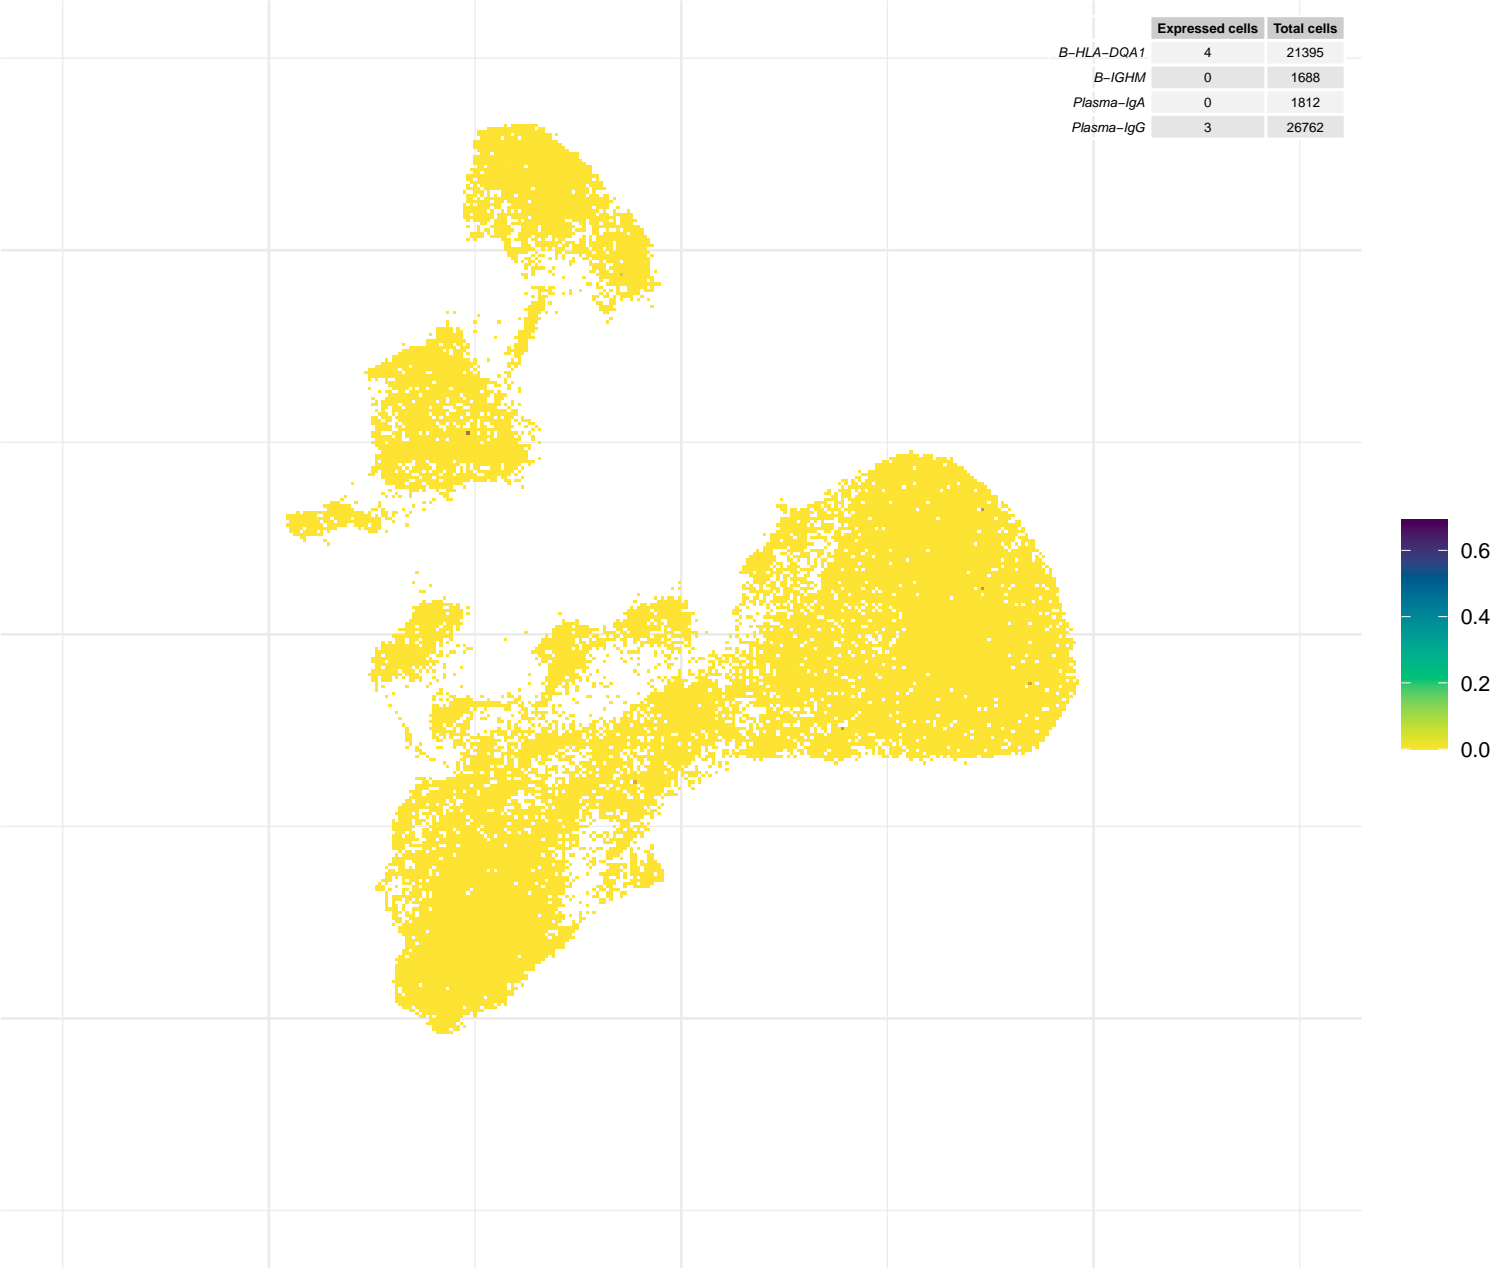 Expressed cells Total cells
B−HLA−DQA1 4 21395
B−IGHM 0 1688
Plasma−IgA 0 1812
Plasma−IgG 3 26762
0.6
0.4
0.2
0.0